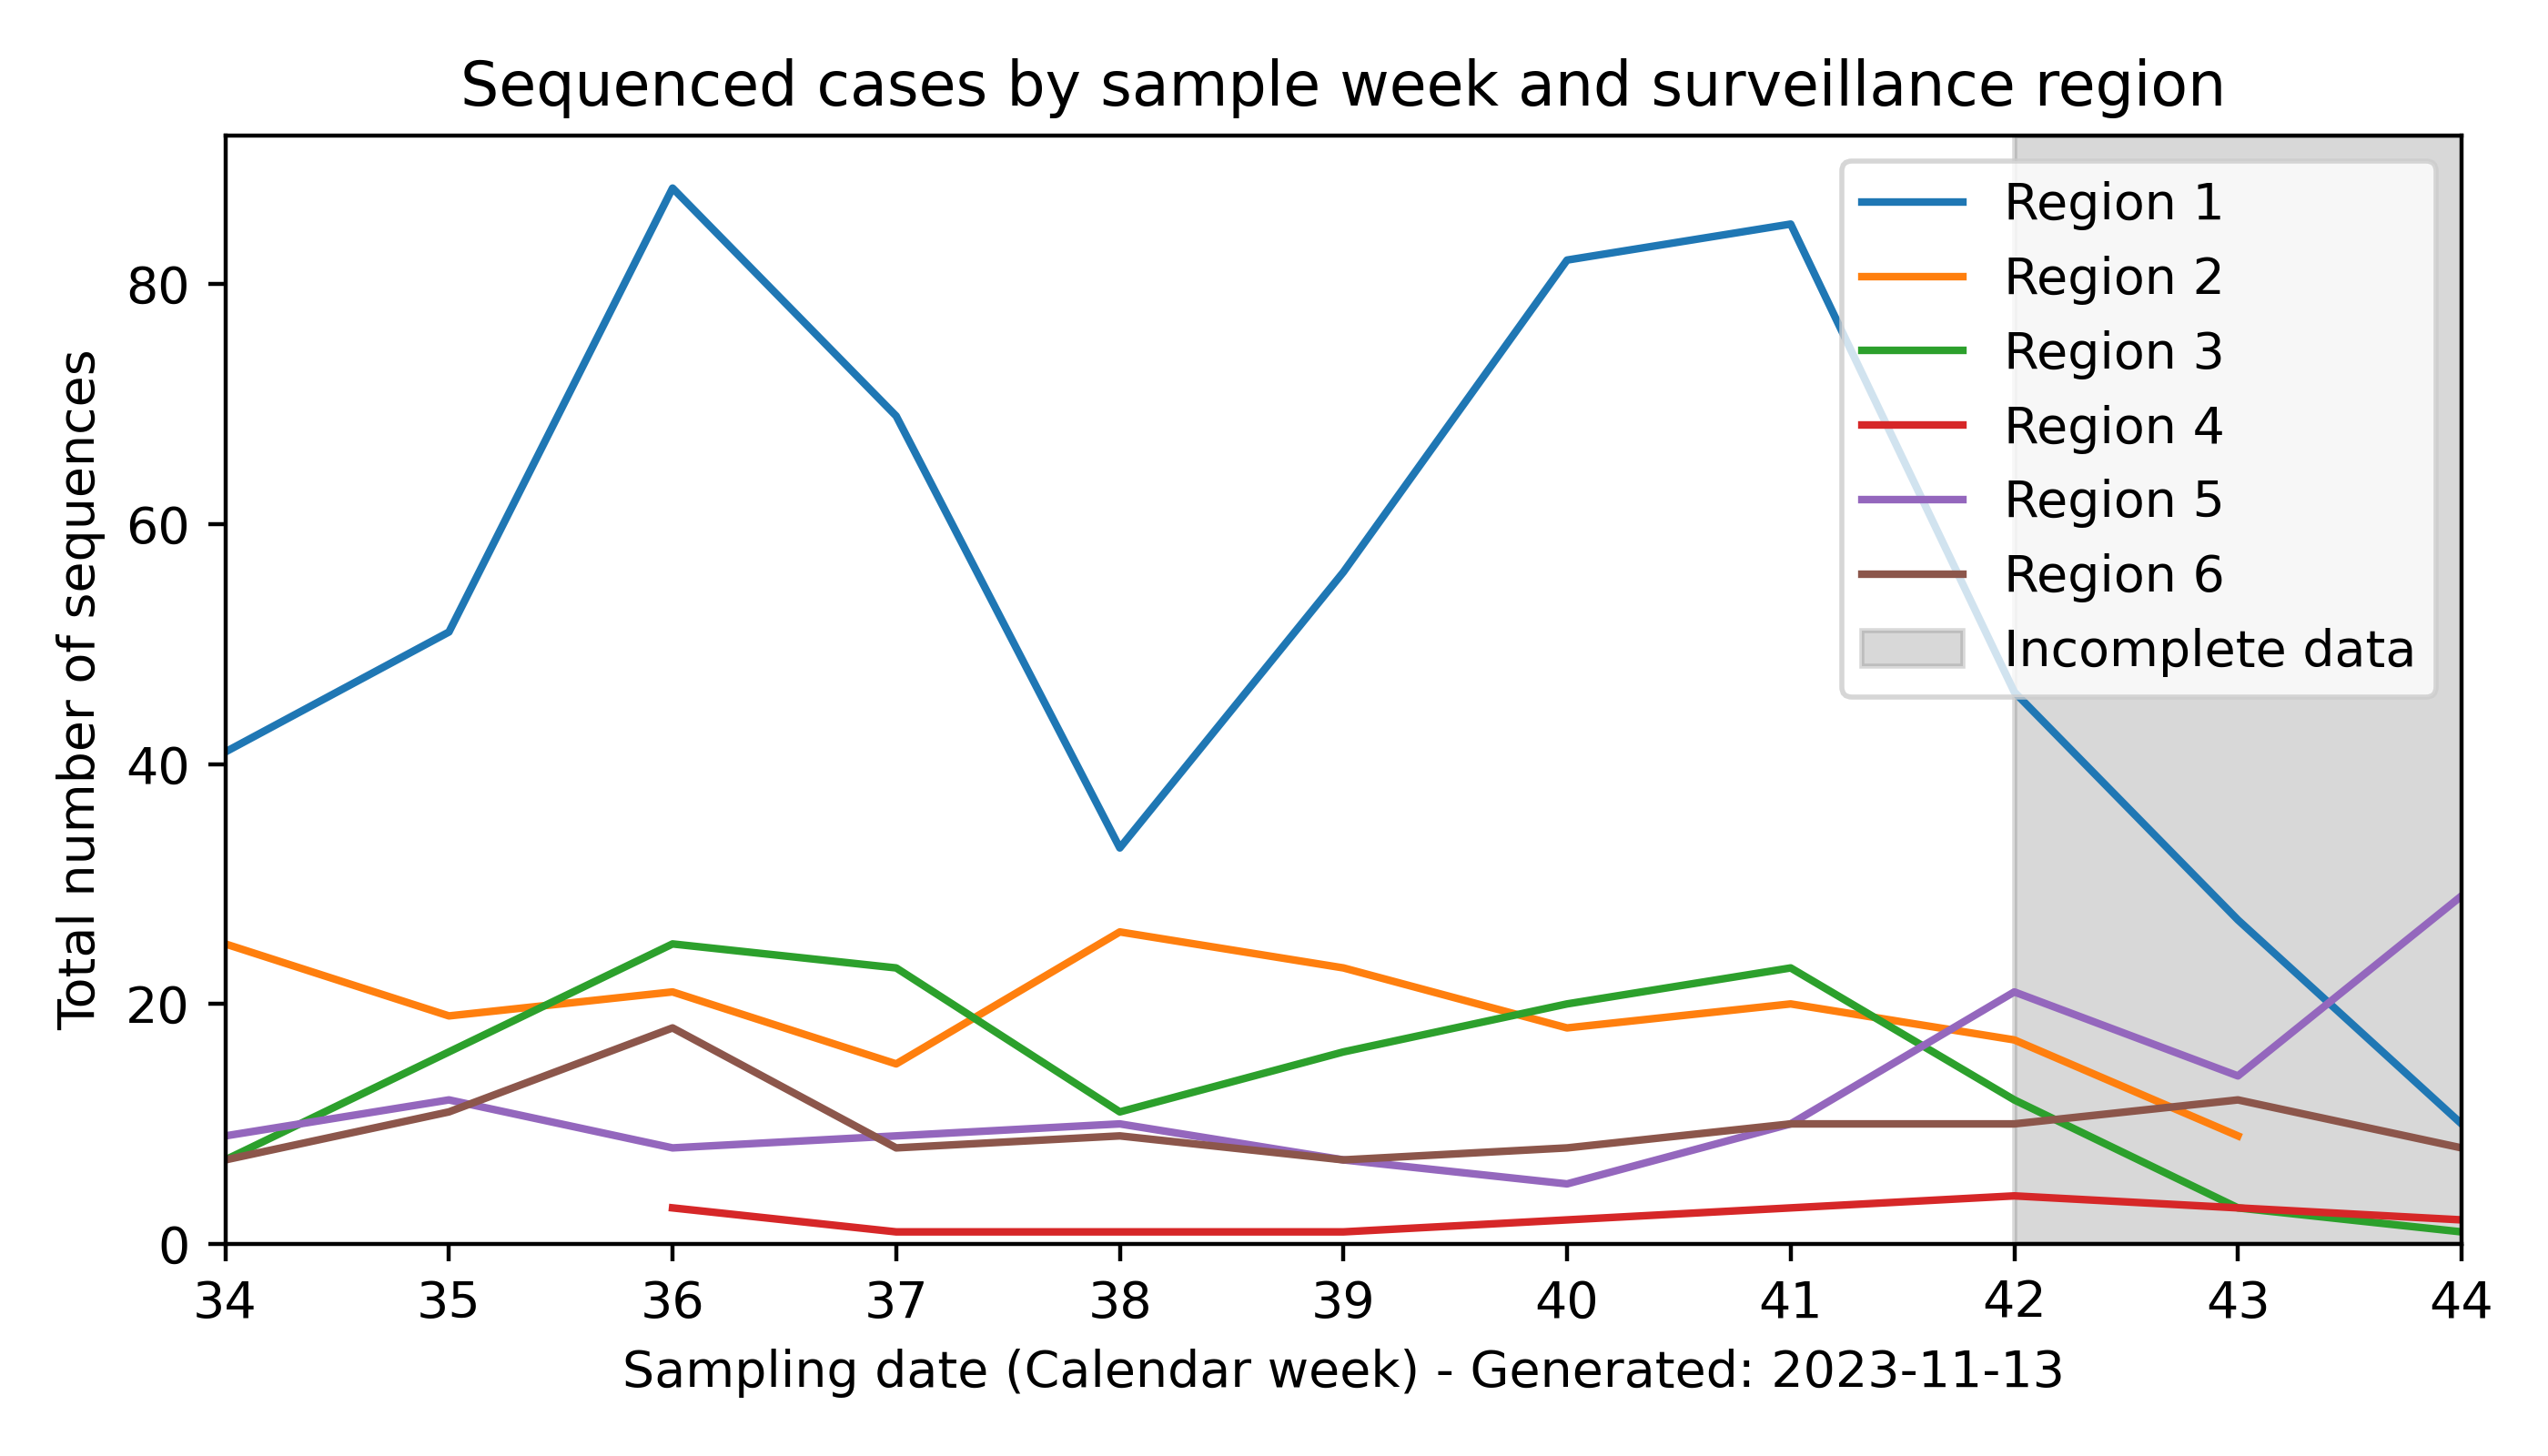 Sequenced cases by sample week and surveillance region
Total number of sequences
80
60
40
20
0
Region 1
Region 2
Region 3
Region 4
Region 5
Region 6
Incomplete data
34 35 36 37 38 39 40 41 42 43 44
Sampling date (Calendar week) - Generated: 2023-11-13